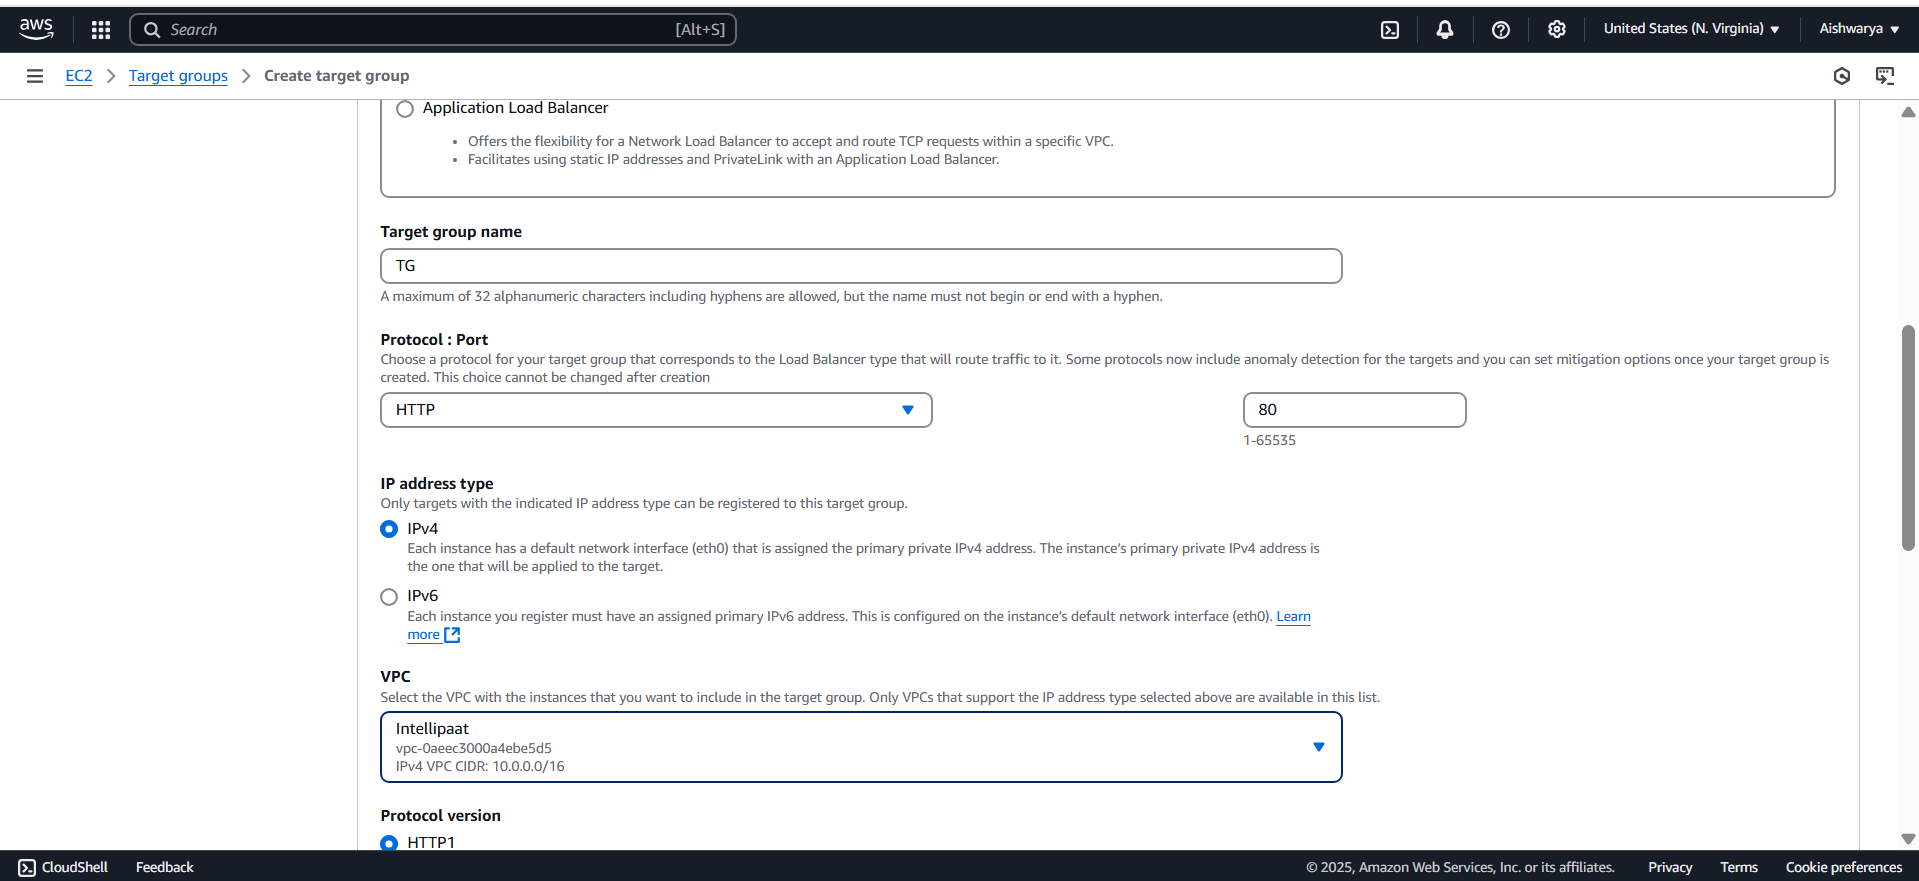 aws
Search [Alt+S]
United States (N. Virginia)
Aishwarya
EC2 > Target groups > Create target group
Application Load Balancer
• Offers the flexibility for a Network Load Balancer to accept and route TCP requests within a specific VPC.
• Facilitates using static IP addresses and PrivateLink with an Application Load Balancer.
Target group name
TG
A maximum of 32 alphanumeric characters including hyphens are allowed, but the name must not begin or end with a hyphen.
Protocol : Port
Choose a protocol for your target group that corresponds to the Load Balancer type that will route traffic to it. Some protocols now include anomaly detection for the targets and you can set mitigation options once your target group is
created. This choice cannot be changed after creation
HTTP
80
1-65535
IP address type
Only targets with the indicated IP address type can be registered to this target group.
IPv4
Each instance has a default network interface (eth0) that is assigned the primary private IPv4 address. The instance's primary private IPv4 address is
the one that will be applied to the target.
IPv6
Each instance you register must have an assigned primary IPv6 address. This is configured on the instance's default network interface (eth0). Learn
more
VPC
Select the VPC with the instances that you want to include in the target group. Only VPCs that support the IP address type selected above are available in this list.
Intellipaat
vpc-0aeec3000a4ebe5d5
IPv4 VPC CIDR: 10.0.0.0/16
Protocol version
HTTP1
CloudShell
Feedback
© 2025, Amazon Web Services, Inc. or its affiliates.
Privacy
Terms
Cookie preferences